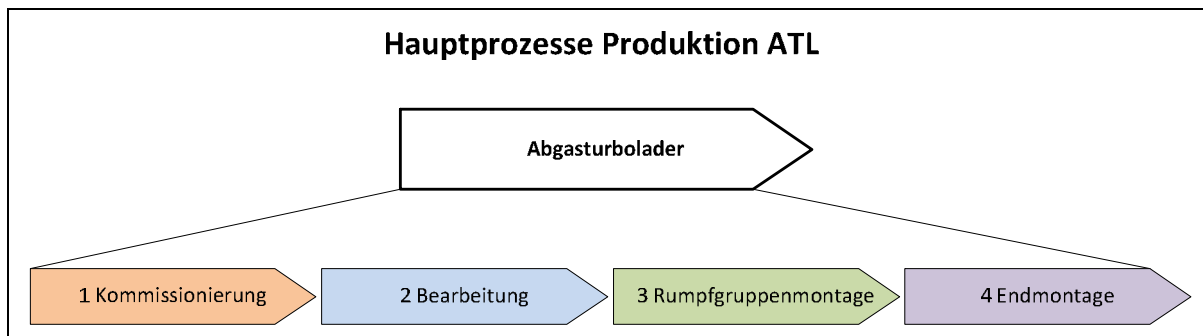 Hauptprozesse Produktion ATL
Abgasturbolader
1 Kommissionierung
2 Bearbeitung
3 Rumpfgruppenmontage
4 Endmontage